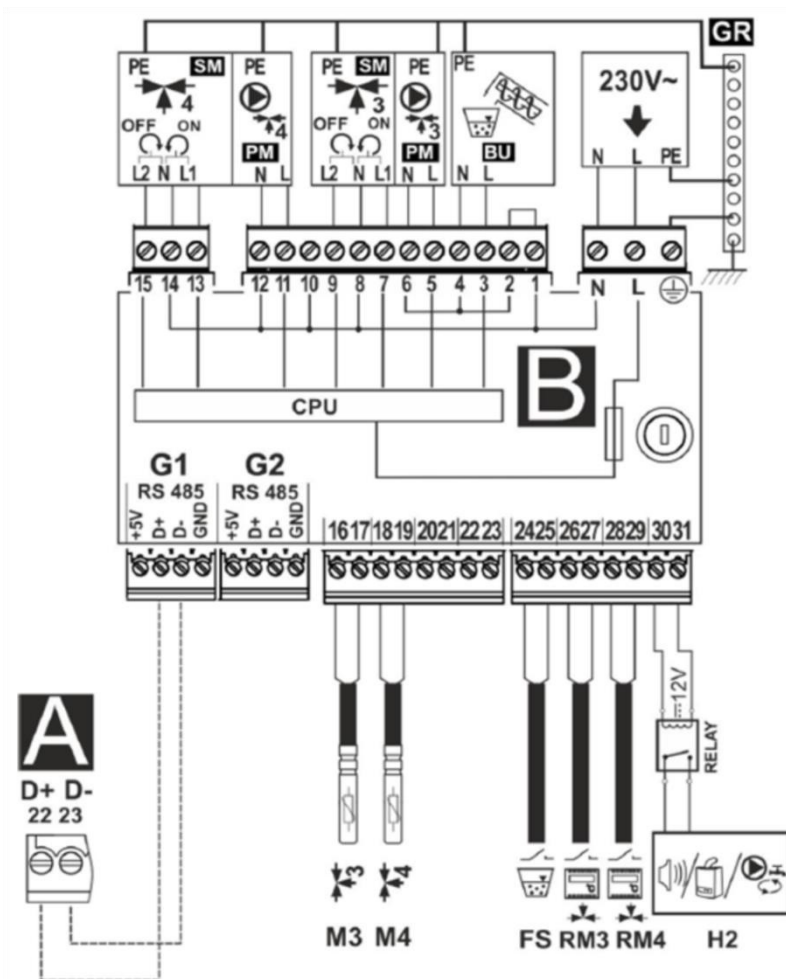 GR
PE SM PE PE SM PE PE 230V~
4 4 3 3
OFF ON OFF ON
PM PM BU
L2 N L1 N L L2 N L1 N L N L N L PE
15 14 13 12 11 10 9 8 7 6 5 4 3 2 1 N L
B
CPU
G1 G2
RS 485 RS 485
+5V D+ D- GND +5V D+ D- GND
16 17 18 19 20 21 22 23 24 25 26 27 28 29 30 31
12V
RELAY
A
D+ D-
22 23
3 4
M3 M4 FS RM3 RM4 H2